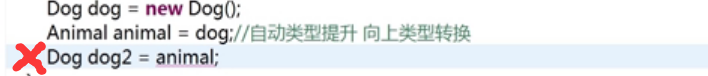 Dog dog = new Dog();
Animal animal = dog;//自动类型提升 向上类型转换
Dog dog2 = animal;